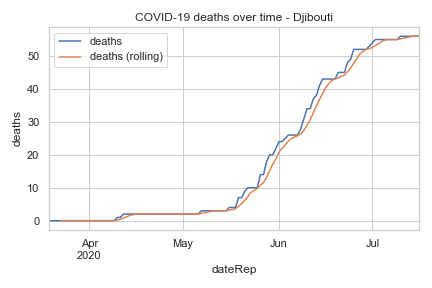 COVID-19 deaths over time - Djibouti
deaths
deaths (rolling)
50
40
30
20
10
0
deaths
Apr
2020
May
Jun
Jul
dateRep